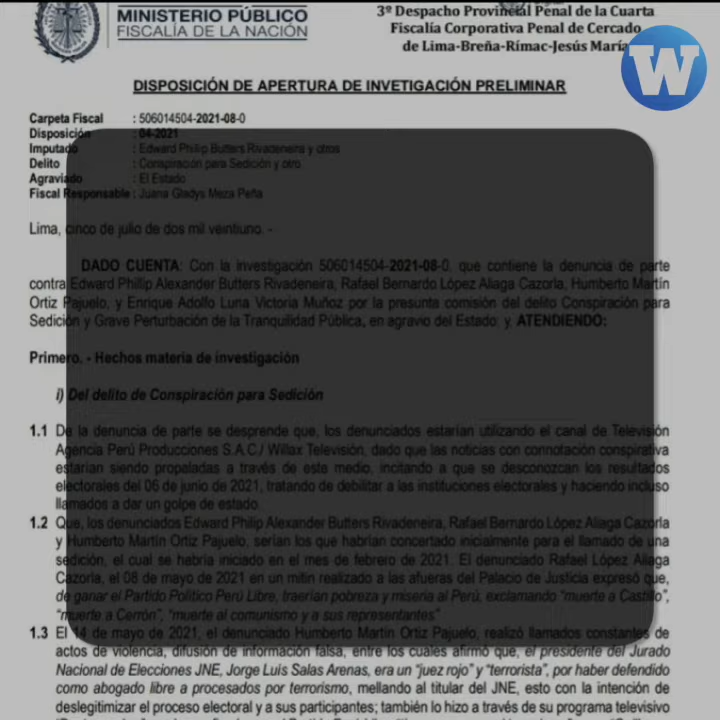 MINISTERIO PÚBLICO
FISCALÍA DE LA NACIÓN
3º Despacho Provincial Penal de la Cuarta
Fiscalía Corporativa Penal de Cercado
de Lima-Breña-Rímac-Jesús María
W
DISPOSICIÓN DE APERTURA DE INVETIGACIÓN PRELIMINAR
Carpeta Fiscal : 506014504-2021-08-0
Disposición : 04-2021
Imputado : Edward Phillip Butters Rivadeneira y otros
Delito : Conspiración para Sedición y otro
Agraviado : El Estado
Fiscal Responsable : Juana Gladys Meza Peña
Lima, cinco de julio de dos mil veintiuno. -
DADO CUENTA: Con la investigación 506014504-2021-08-0, que contiene la denuncia de parte
contra Edward Phillip Alexander Butters Rivadeneira, Rafael Bernardo López Aliaga Cazorla, Humberto Martín
Ortiz Pajuelo, y Enrique Adolfo Luna Victoria Muñoz por la presunta comisión del delito Conspiración para
Sedición y Grave Perturbación de la Tranquilidad Pública, en agravio del Estado; y, ATENDIENDO:
Primero. - Hechos materia de investigación
i) Del delito de Conspiración para Sedición
1.1 De la denuncia de parte se desprende que, los denunciados estarían utilizando el canal de Televisión
Agencia Perú Producciones S.A.C./ Willax Televisión, dado que las noticias con connotación conspirativa
estarían siendo propaladas a través de este medio, incitando a que se desconozcan los resultados
electorales del 06 de junio de 2021, tratando de debilitar a las instituciones electorales y haciendo incluso
llamados a dar un golpe de estado.
1.2 Que, los denunciados Edward Philip Alexander Butters Rivadeneira, Rafael Bernardo López Aliaga Cazorla
y Humberto Martín Ortiz Pajuelo, serían los que habrían concertado inicialmente para el llamado de una
sedición, el cual se habría iniciado en el mes de febrero de 2021. El denunciado Rafael López Aliaga
Cazorla, el 08 de mayo de 2021 en un mitin realizado a las afueras del Palacio de Justicia expresó que,
de ganar el Partido Político Perú Libre, traerían pobreza y miseria al Perú, exclamando “muerte a Castillo”,
“muerte a Cerrón”, “muerte al comunismo y a sus representantes”
1.3 El 14 de mayo de 2021, el denunciado Humberto Martín Ortiz Pajuelo, realizó llamados constantes de
actos de violencia, difusión de información falsa, entre los cuales afirmó que, el presidente del Jurado
Nacional de Elecciones JNE, Jorge Luis Salas Arenas, era un “juez rojo” y “terrorista”, por haber defendido
como abogado libre a procesados por terrorismo, mellando al titular del JNE, esto con la intención de
deslegitimar el proceso electoral y a sus participantes; también lo hizo a través de su programa televisivo